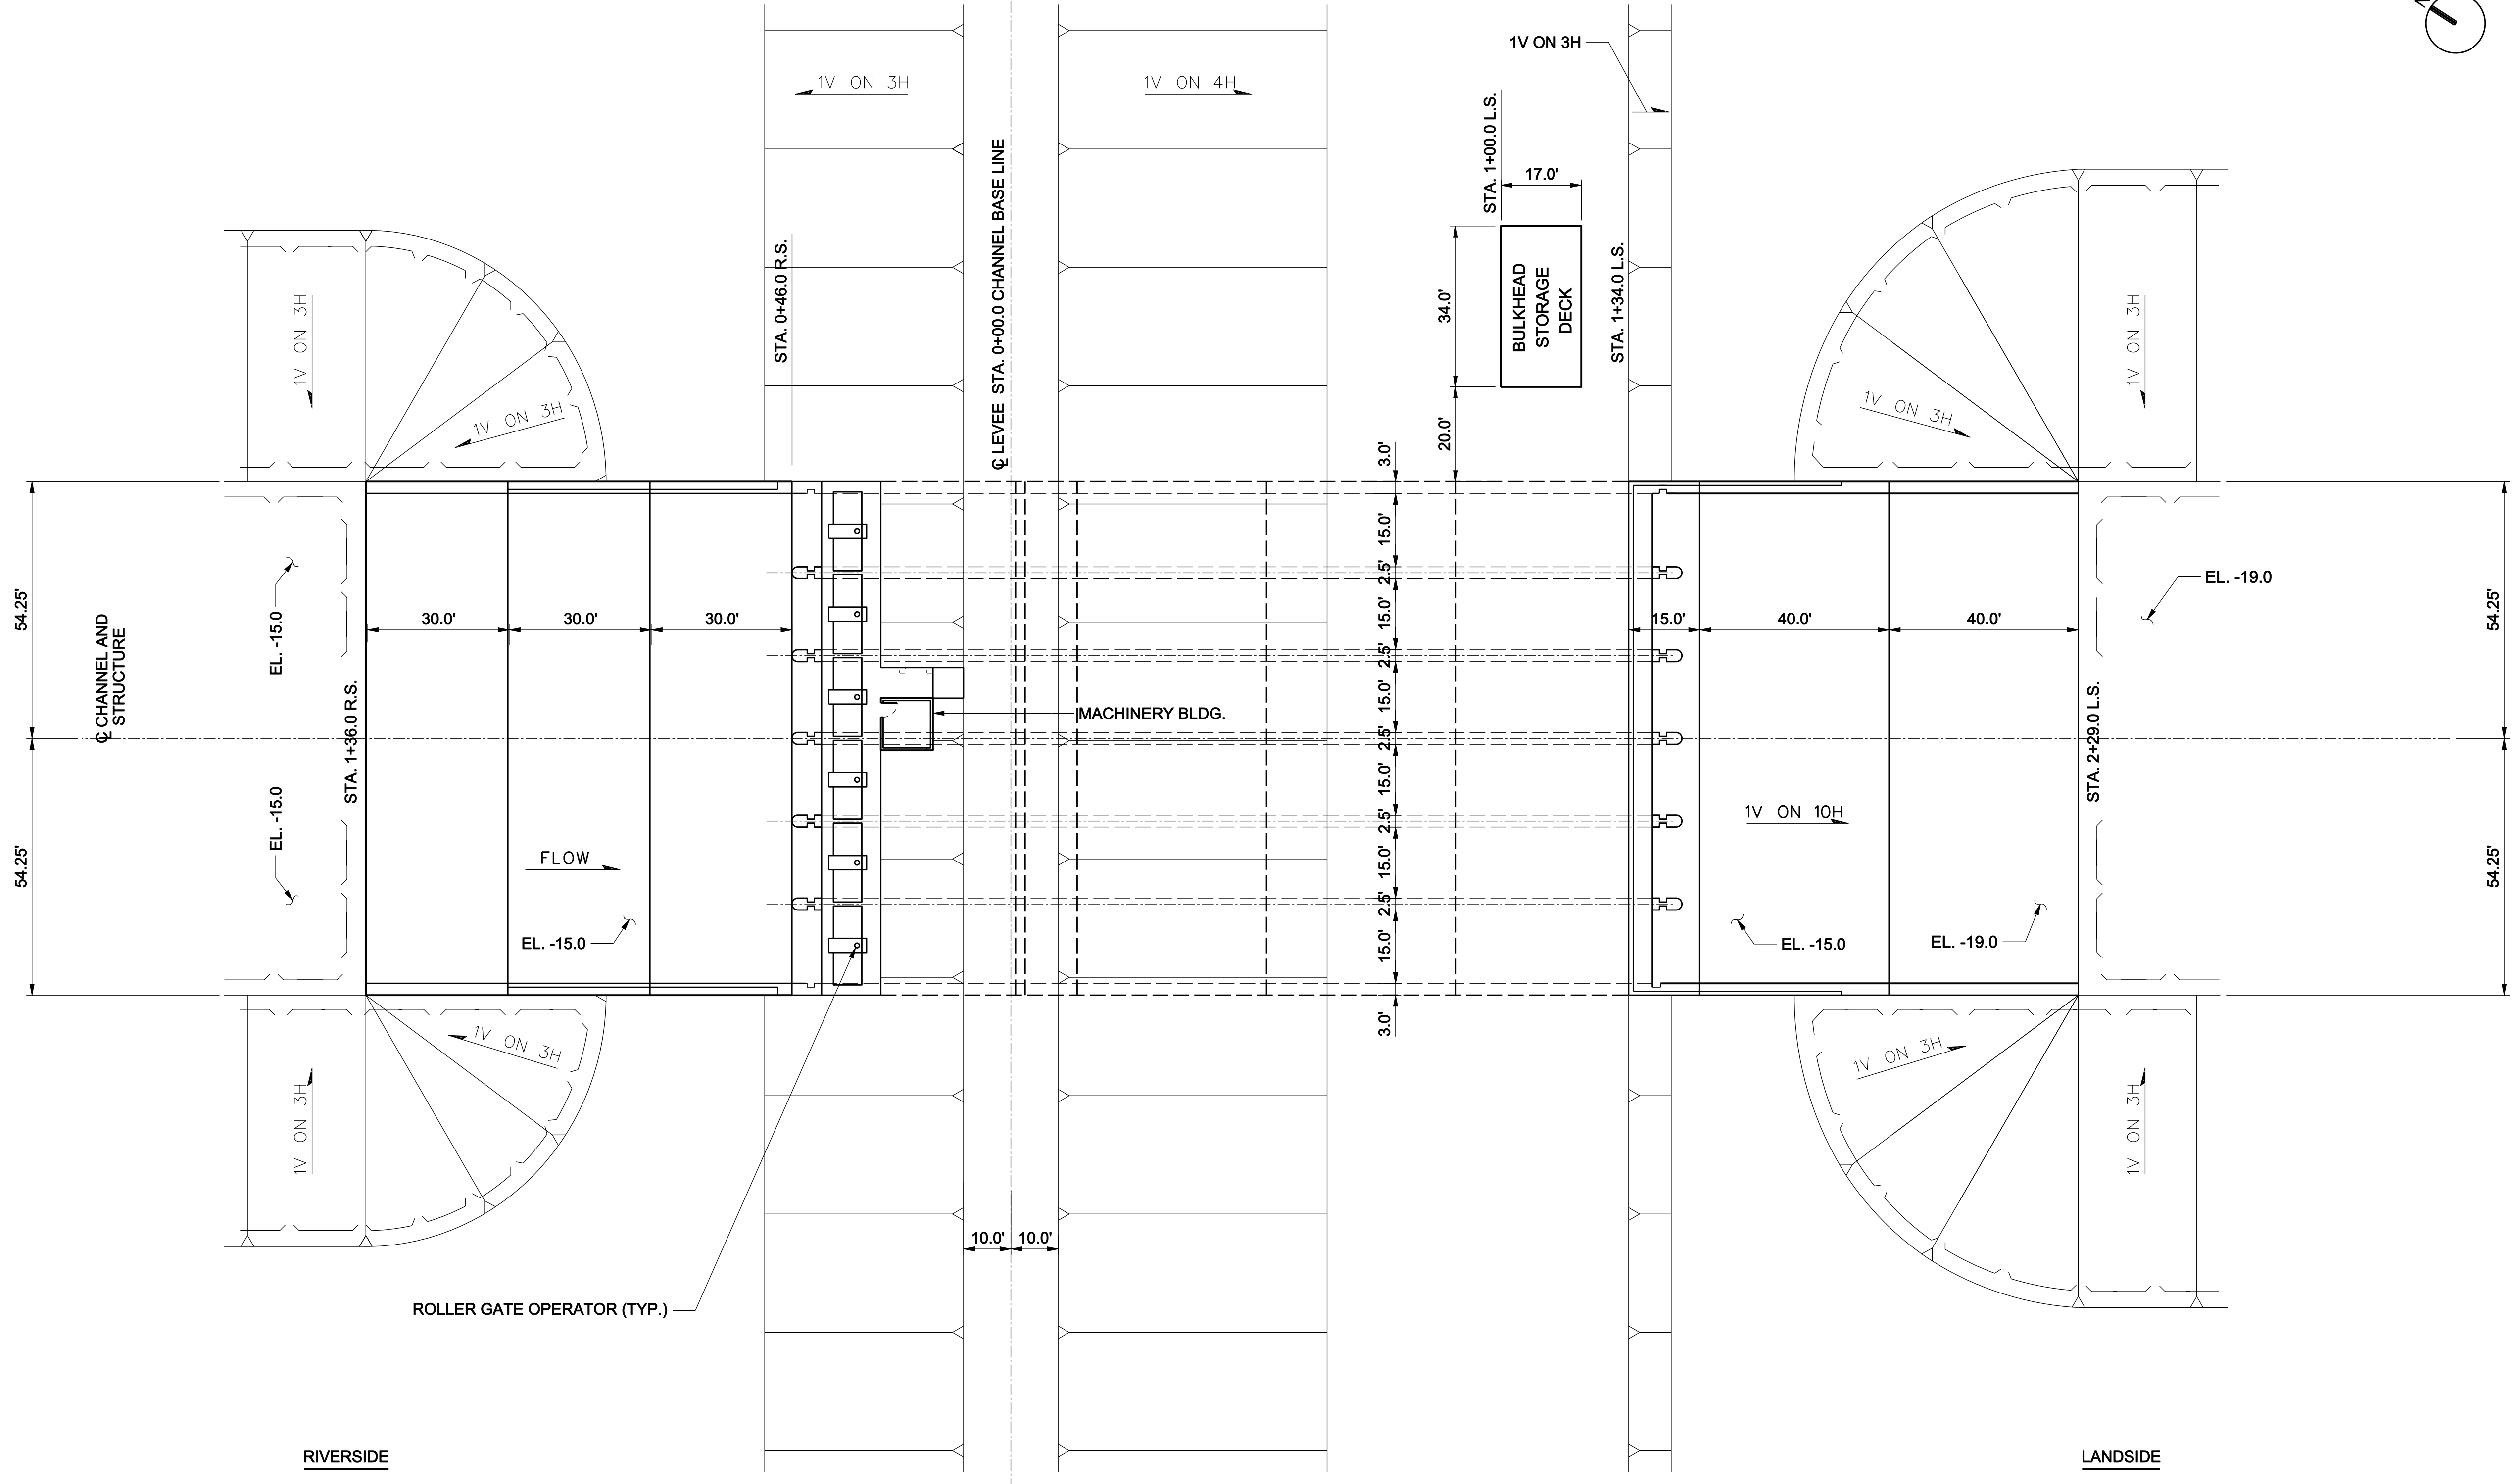 N
1V ON 3H
1V ON 3H
1V ON 4H
STA. 1+00.0 L.S.
17.0'
STA. 0+46.0 R.S.
℄ LEVEE STA. 0+00.0 CHANNEL BASE LINE
34.0'
BULKHEAD
STORAGE
DECK
STA. 1+34.0 L.S.
1V ON 3H
1V ON 3H
1V ON 3H
1V ON 3H
20.0'
3.0'
54.25'
℄ CHANNEL AND
STRUCTURE
EL. -15.0
STA. 1+36.0 R.S.
30.0'
30.0'
30.0'
15.0'
2.5'
15.0'
2.5'
15.0'
2.5'
15.0'
2.5'
15.0'
2.5'
15.0'
3.0'
15.0'
40.0'
40.0'
EL. -19.0
54.25'
STA. 2+29.0 L.S.
MACHINERY BLDG.
54.25'
EL. -15.0
FLOW
EL. -15.0
1V ON 10H
EL. -15.0
EL. -19.0
54.25'
1V ON 3H
1V ON 3H
1V ON 3H
1V ON 3H
10.0'
10.0'
ROLLER GATE OPERATOR (TYP.)
RIVERSIDE
LANDSIDE